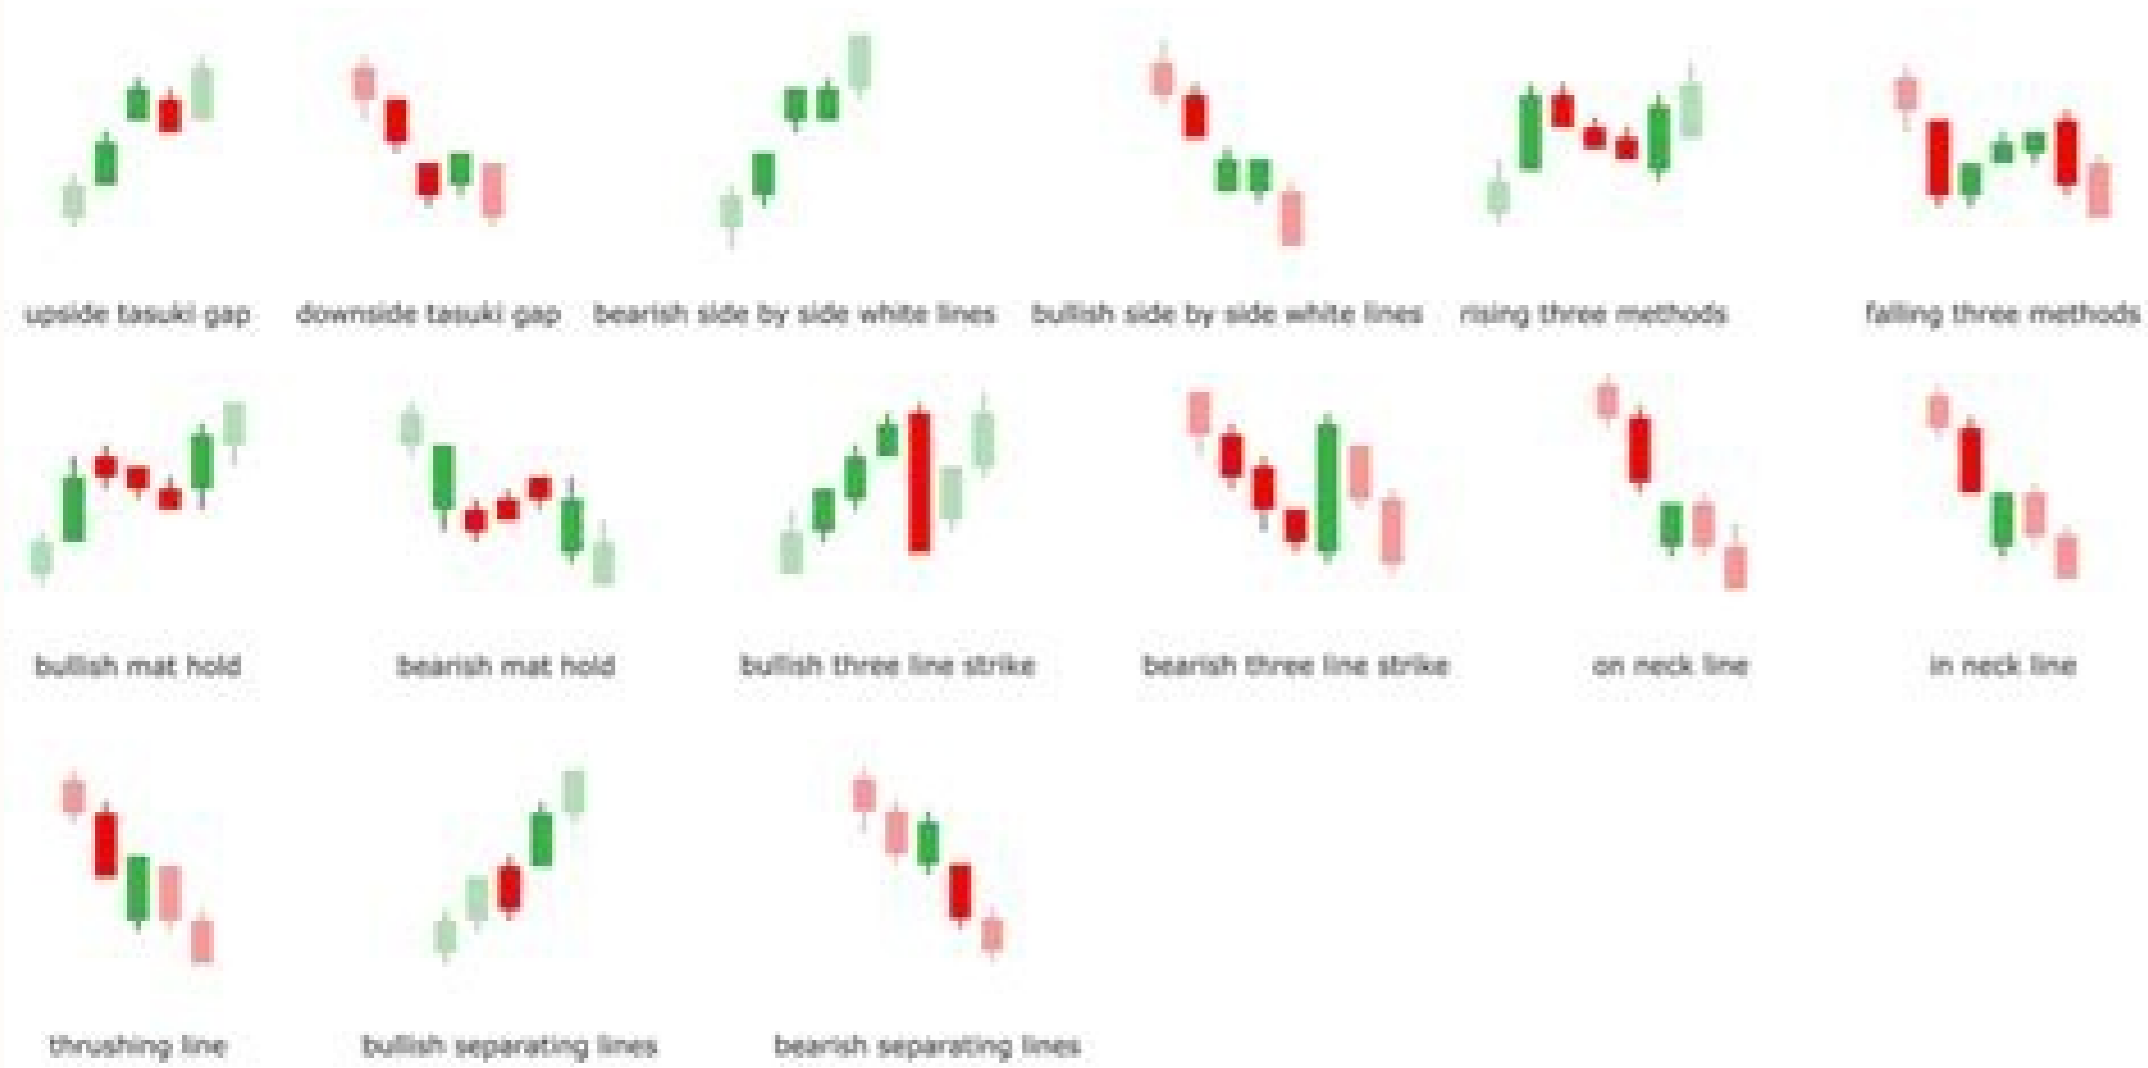 upside tasuki gap
downside tasuki gap
bearish side by side white lines
bullish side by side white lines
rising three methods
falling three methods
bullish mat hold
bearish mat hold
bullish three line strike
bearish three line strike
on neck line
in neck line
thrushing line
bullish separating lines
bearish separating lines